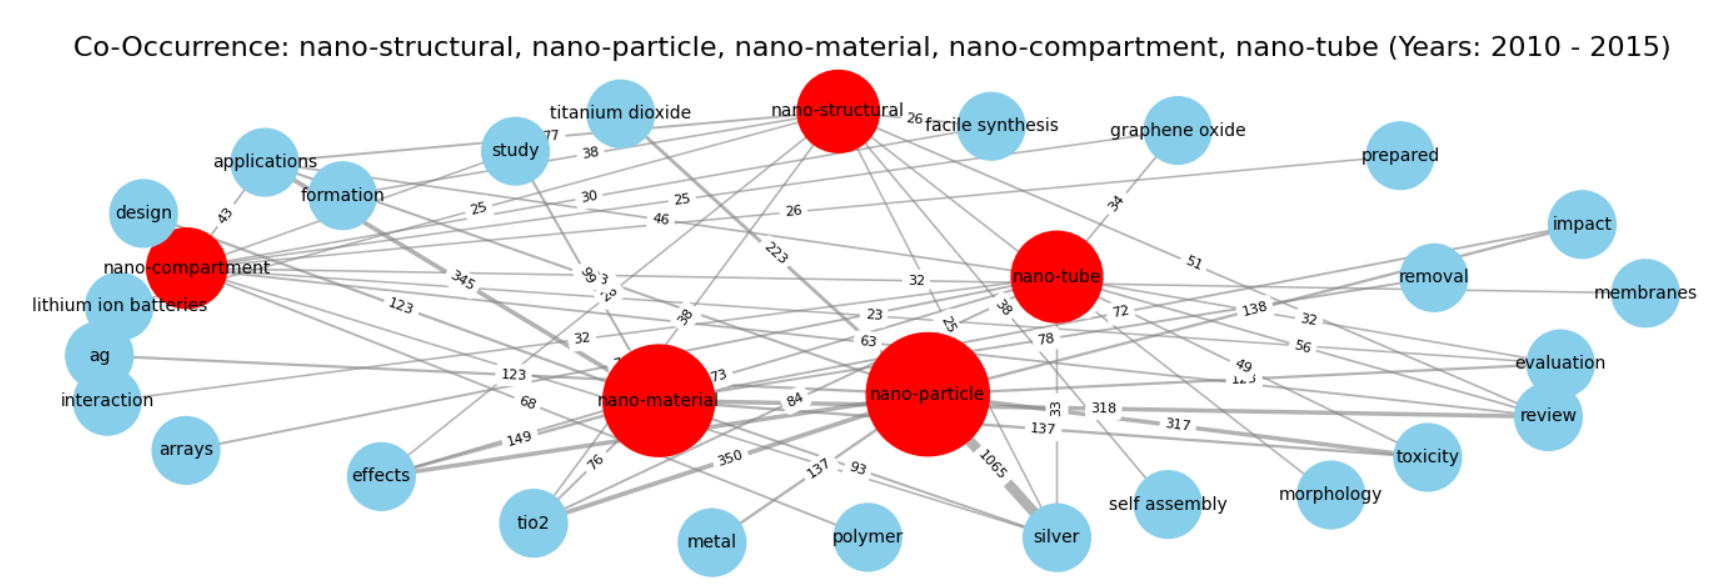 Co-Occurrence: nano-structural, nano-particle, nano-material, nano-compartment, nano-tube (Years: 2010 - 2015)
titanium dioxide
nano-structural
26
facile synthesis
graphene oxide
77
study
38
prepared
applications
formation
30
25
34
design
43
25
46
26
impact
223
51
nano-compartment
nano-tube
removal
membranes
99
345
32
lithium ion batteries
123
38
38
23
25
72
138
32
ag
32
63
78
56
evaluation
123
73
49
interaction
nano-material
84
nano-particle
68
33
318
review
arrays
149
137
317
effects
76
350
137
93
1065
toxicity
tio2
metal
polymer
silver
self assembly
morphology